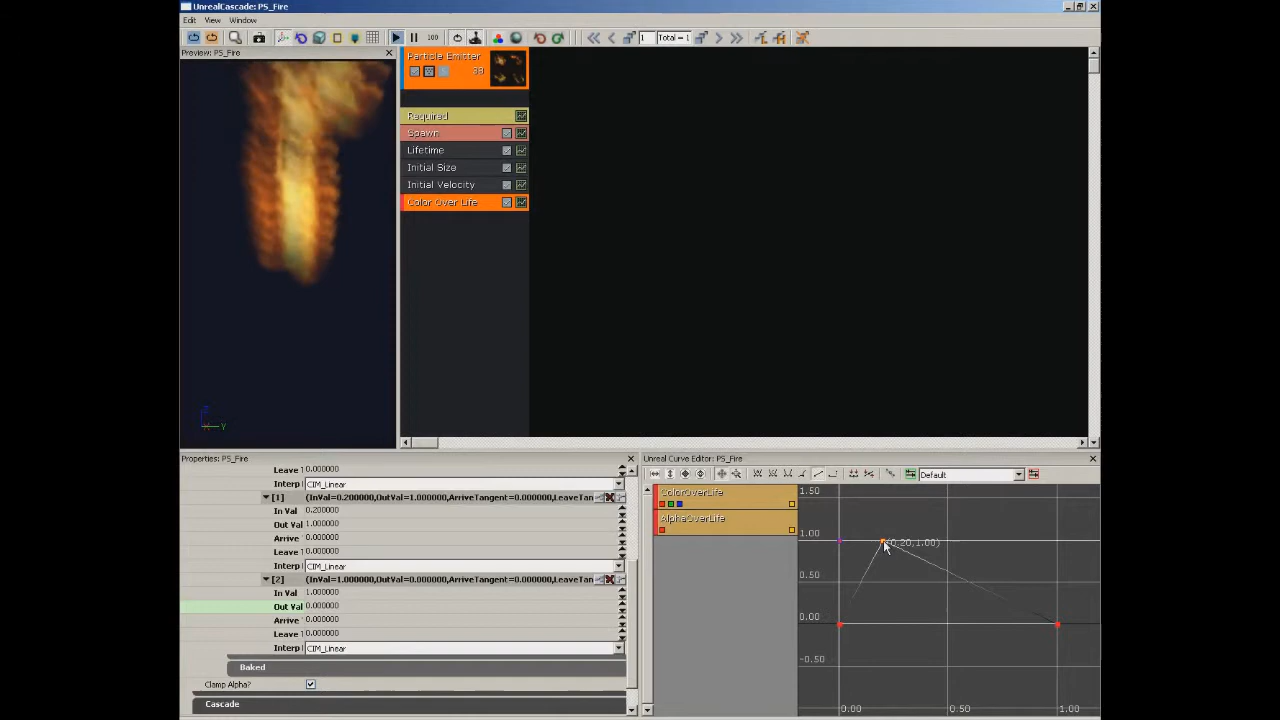 UnrealCascade: PS_Fire
Edit View Window
100
1
Total = 1
Preview: PS_Fire
Particle Emitter
Required
Spawn
Lifetime
Initial Size
Initial Velocity
Color Over Life
Z
Y
Properties: PS_Fire
Leave 0.000000
Interp CIM_Linear
[1] (InVal=0.200000,OutVal=1.000000,ArriveTangent=0.000000,LeaveTan
In Val 0.200000
Out Val 1.000000
Arrive 0.000000
Leave 0.000000
Interp CIM_Linear
[2] (InVal=1.000000,OutVal=0.000000,ArriveTangent=0.000000,LeaveTan
In Val 1.000000
Out Val 0.000000
Arrive 0.000000
Leave 0.000000
Interp CIM_Linear
Baked
Clamp Alpha?
Cascade
Unreal Curve Editor: PS_Fire
Default
ColorOverLife
AlphaOverLife
1.50
1.00
(0.20,1.00)
0.50
0.00
-0.50
0.00 0.50 1.00